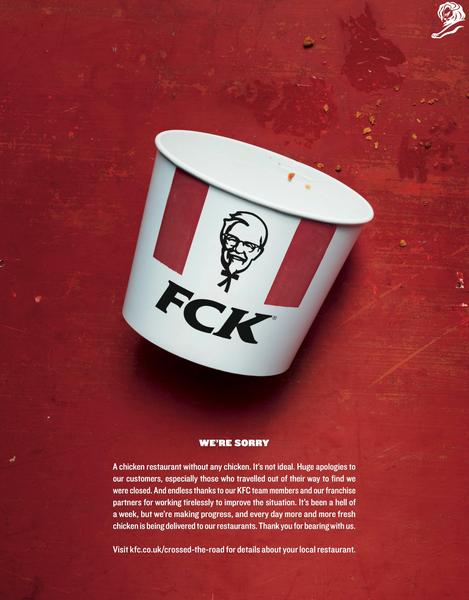 FCK®
WE'RE SORRY
A chicken restaurant without any chicken. It's not ideal. Huge apologies to
our customers, especially those who travelled out of their way to find we
were closed. And endless thanks to our KFC team members and our franchise
partners for working tirelessly to improve the situation. It's been a hell of
a week, but we're making progress, and every day more and more fresh
chicken is being delivered to our restaurants. Thank you for bearing with us.
Visit kfc.co.uk/crossed-the-road for details about your local restaurant.